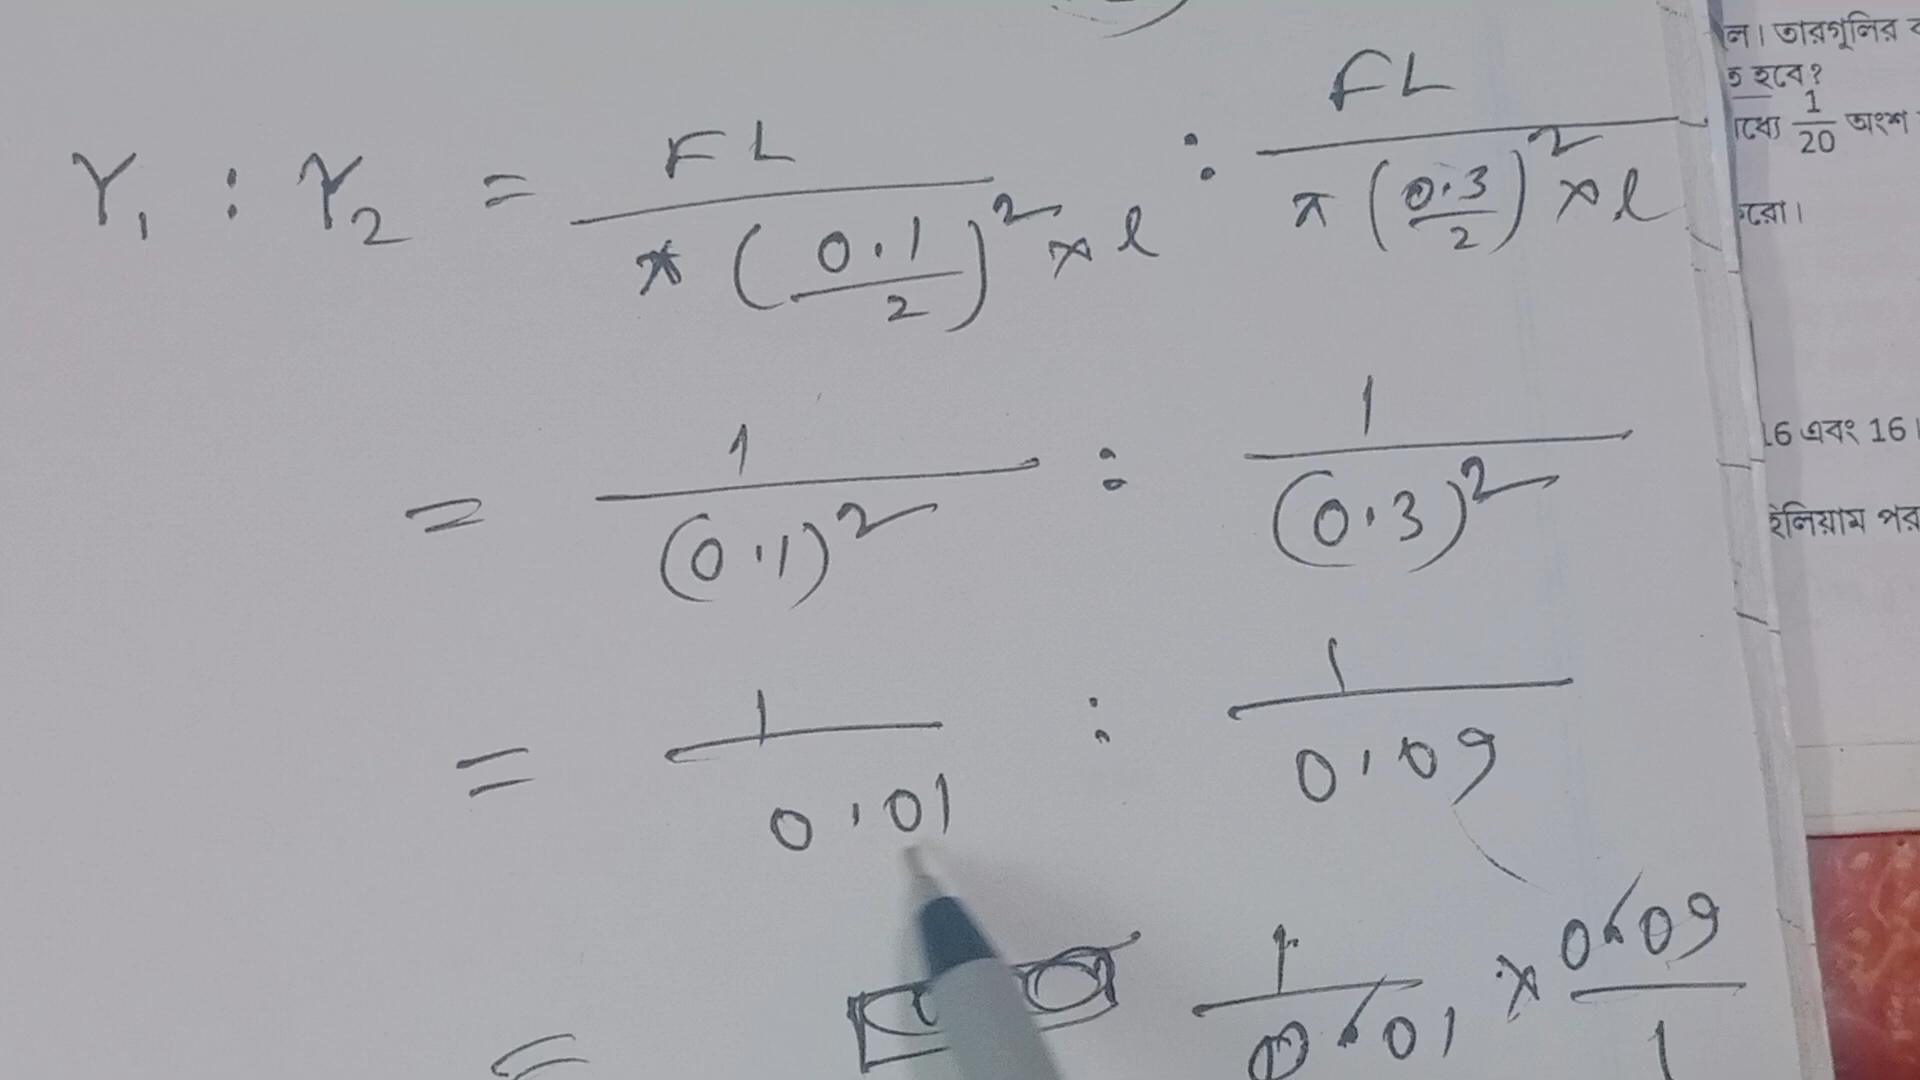 Y₁ : Y₂ = FL / π (0.1/2)² × l : FL / π (0.3/2)² × l
= 1 / (0.1)² : 1 / (0.3)²
= 1 / 0.01 : 1 / 0.09
= 1 / 0.01 × 0.09 / 1
তারগুলির
হবে?
1/20 অংশ
16 এবং 16।